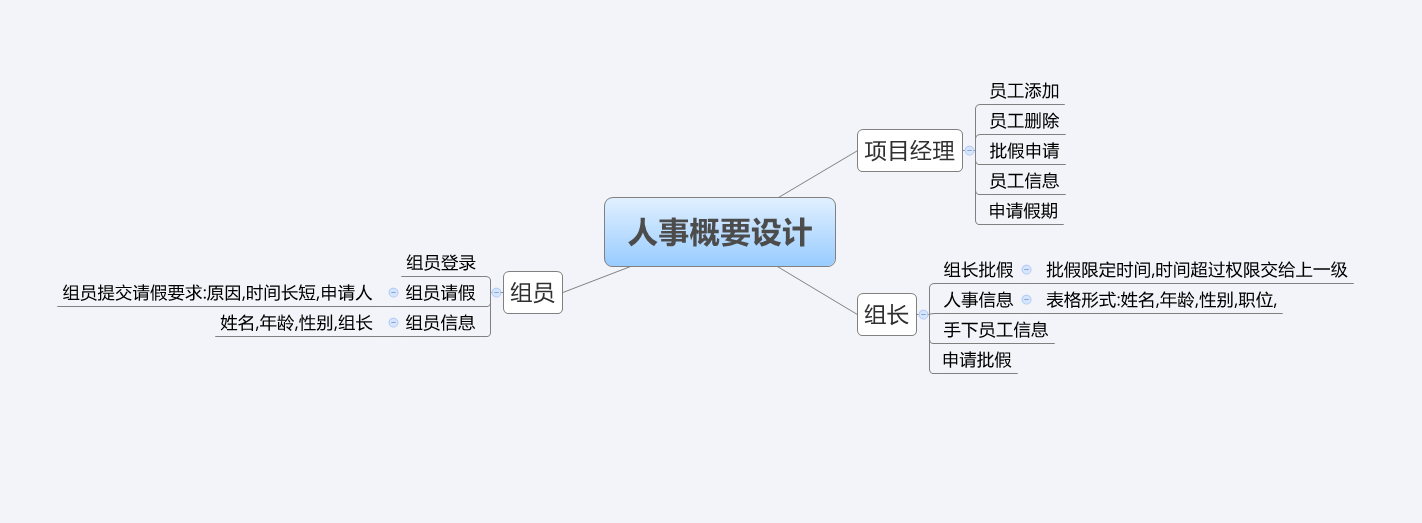 人事概要设计
项目经理
员工添加
员工删除
批假申请
员工信息
申请假期
组长
组长批假
批假限定时间,时间超过权限交给上一级
人事信息
表格形式:姓名,年龄,性别,职位,
手下员工信息
申请批假
组员
组员登录
组员请假
组员提交请假要求:原因,时间长短,申请人
组员信息
姓名,年龄,性别,组长